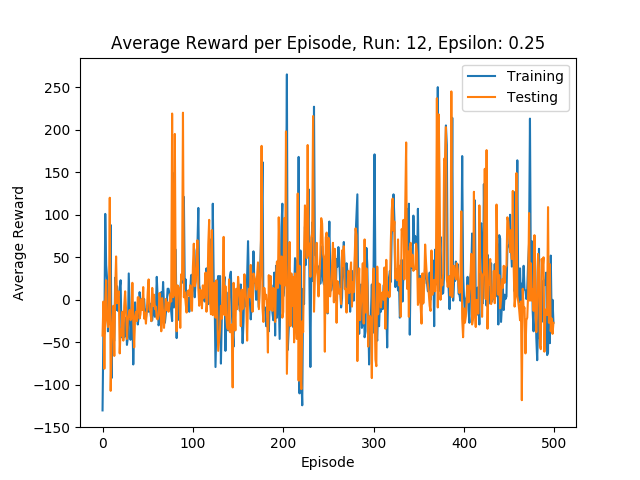 Average Reward per Episode, Run: 12, Epsilon: 0.25
Training
Testing
250
200
150
100
50
0
−50
−100
−150
Average Reward
0 100 200 300 400 500
Episode